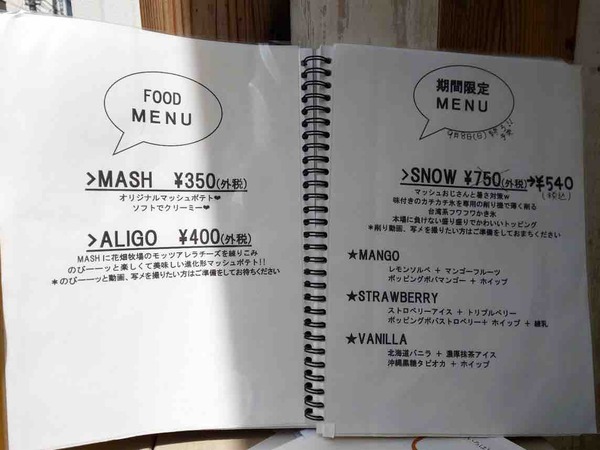 FOOD
MENU
>MASH ¥350(外税)
オリジナルマッシュポテト❤
ソフトでクリーミー❤
>ALIGO ¥400(外税)
MASHに花畑牧場のモッツアレラチーズを練りこみ
のびーーッと楽しくて美味しい進化形マッシュポテト!!
*のびーーッと動画、写メを撮りたい方はご準備をしてお待ちください
期間限定
MENU
9月8日(日)
>SNOW ¥750(外税)→¥540
(税込)
マッシュおじさんと暑さ対策w
味付きのカチカチ氷を専用の削り機で薄く削る
台湾系フワフワかき氷
本場に負けない盛り盛りでかわいいトッピング
*削り動画、写メを撮りたい方はご準備をしておまちください
★MANGO
レモンソルベ + マンゴーフルーツ
ポッピングボバマンゴー + ホイップ
★STRAWBERRY
ストロベリーアイス + トリプルベリー
ポッピングボバストロベリー+ ホイップ + 練乳
★VANILLA
北海道バニラ + 濃厚抹茶アイス
沖縄黒糖タピオカ + ホイップ